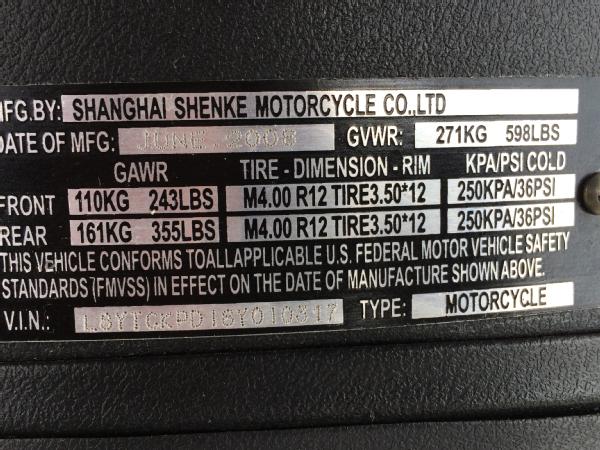 MFG.BY: SHANGHAI SHENKE MOTORCYCLE CO.,LTD
DATE OF MFG: JUNE.2008 GVWR: 271KG 598LBS
GAWR TIRE - DIMENSION - RIM KPA/PSI COLD
FRONT 110KG 243LBS M4.00 R12 TIRE3.50*12 250KPA/36PSI
REAR 161KG 355LBS M4.00 R12 TIRE3.50*12 250KPA/36PSI
THIS VEHICLE CONFORMS TOALLAPPLICABLE U.S. FEDERAL MOTOR VEHICLE SAFETY
STANDARDS (FMVSS) IN EFFECT ON THE DATE OF MANUFACTURE SHOWN ABOVE.
V.I.N.: L8YTCKPD18Y010317 TYPE: MOTORCYCLE